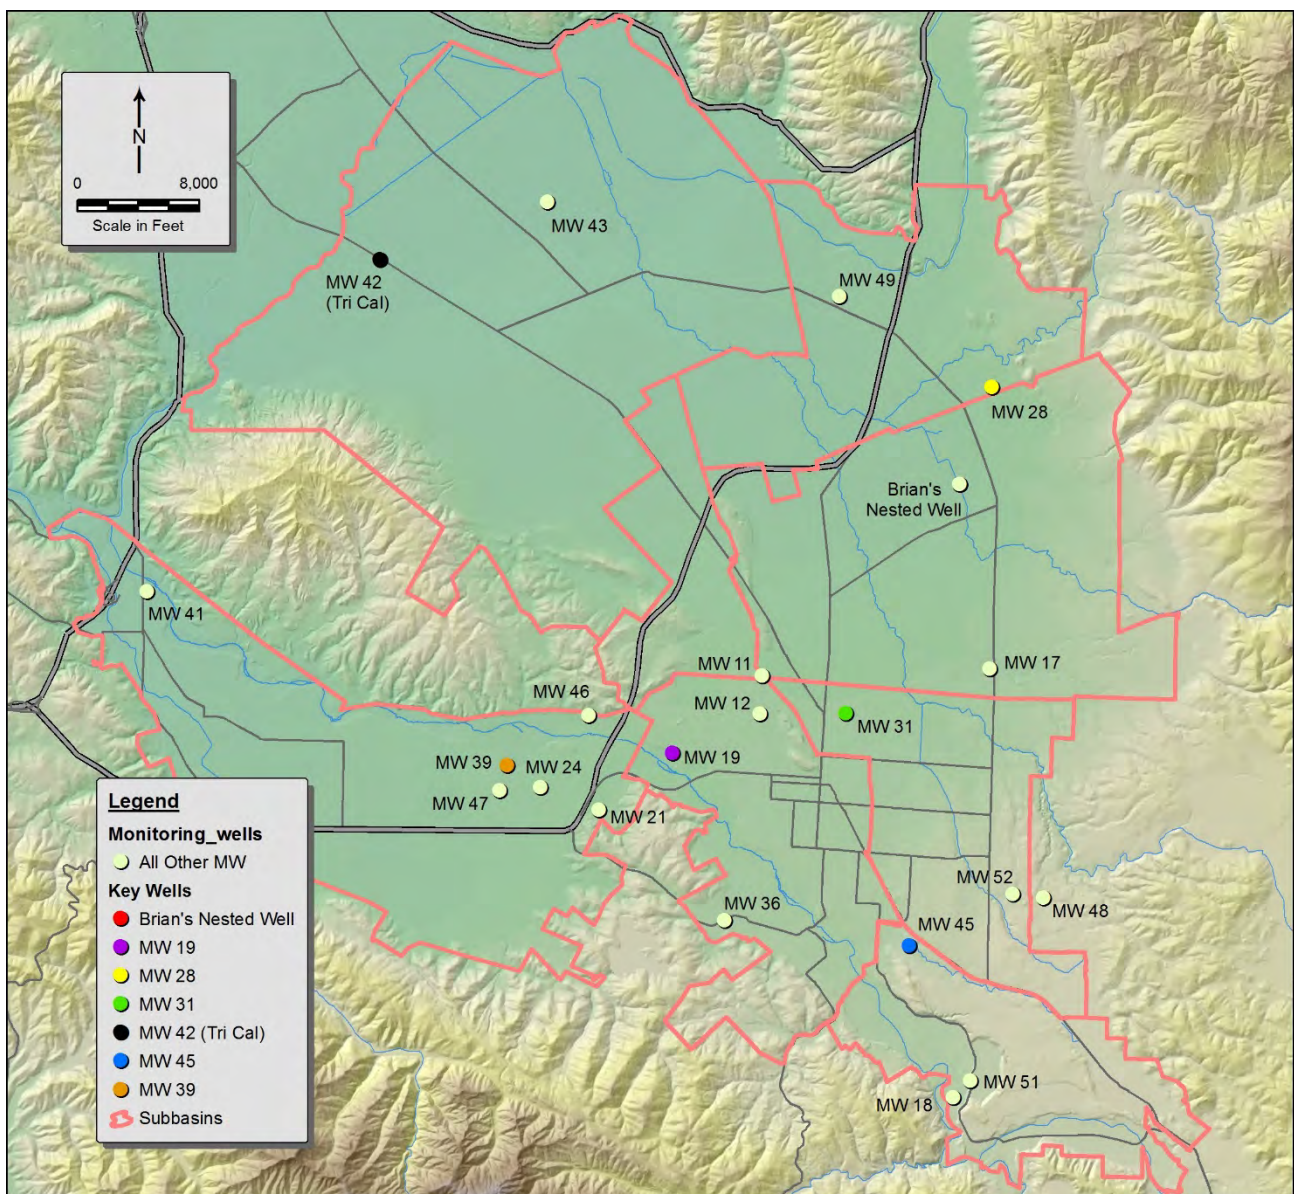 N
0 8,000
Scale in Feet
MW 43
MW 42
(Tri Cal)
MW 49
MW 28
Brian's
Nested Well
MW 41
MW 11
MW 17
MW 46
MW 12
MW 31
MW 19
MW 39
MW 24
MW 47
MW 21
MW 52
MW 48
MW 36
MW 45
MW 51
MW 18
Legend
Monitoring_wells
All Other MW
Key Wells
Brian's Nested Well
MW 19
MW 28
MW 31
MW 42 (Tri Cal)
MW 45
MW 39
Subbasins